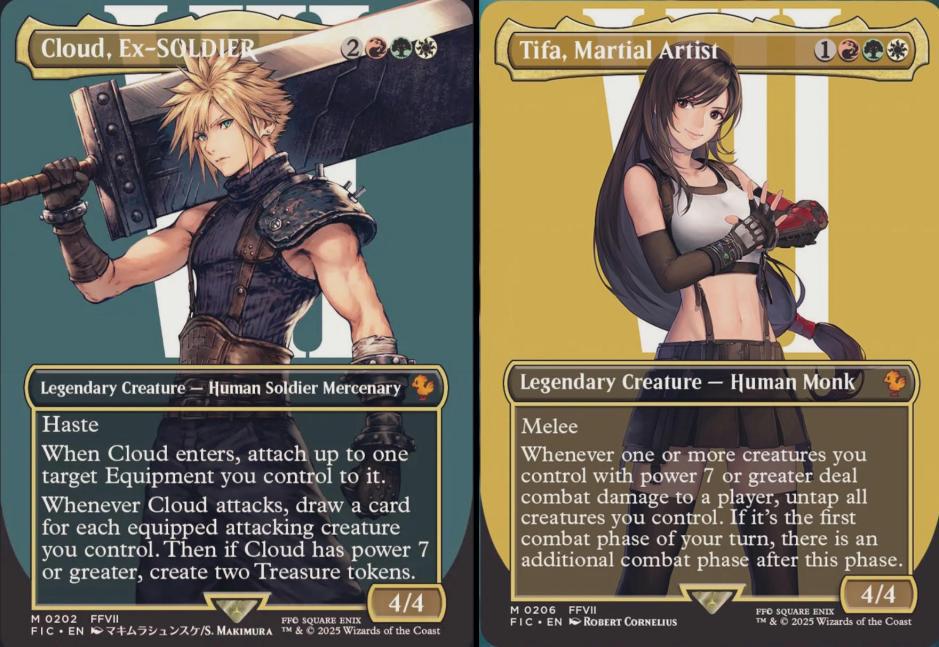 Cloud, Ex-SOLDIER 2
Legendary Creature — Human Soldier Mercenary
Haste
When Cloud enters, attach up to one
target Equipment you control to it.
Whenever Cloud attacks, draw a card
for each equipped attacking creature
you control. Then if Cloud has power 7
or greater, create two Treasure tokens.
4/4
M 0202 FFVII
FIC • EN マキムラシュンスケ/S. MAKIMURA
FF© SQUARE ENIX
™ & © 2025 Wizards of the Coast
Tifa, Martial Artist 1
Legendary Creature — Human Monk
Melee
Whenever one or more creatures you
control with power 7 or greater deal
combat damage to a player, untap all
creatures you control. If it's the first
combat phase of your turn, there is an
additional combat phase after this phase.
4/4
M 0206 FFVII
FIC • EN ROBERT CORNELIUS
FF© SQUARE ENIX
™ & © 2025 Wizards of the Coast